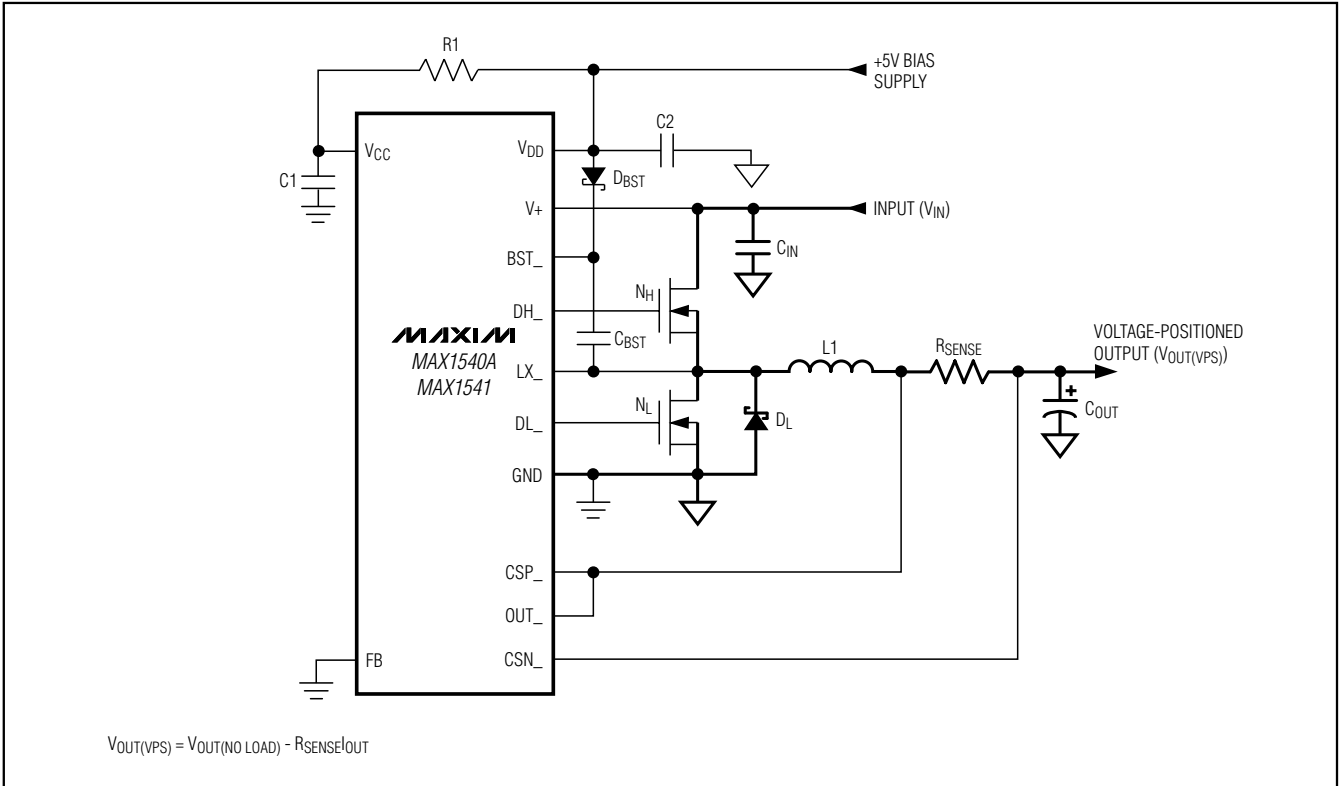 R1
+5V BIAS
SUPPLY
C2
VCC
VDD
C1
DBST
V+
INPUT (VIN)
CIN
BST_
NH
DH_
CBST
MAXIM
MAX1540A
MAX1541
VOLTAGE-POSITIONED
OUTPUT (VOUT(VPS))
L1
RSENSE
LX_
NL
DL_
DL
+
COUT
GND
CSP_
OUT_
FB
CSN_
VOUT(VPS) = VOUT(NO LOAD) - RSENSEIOUT